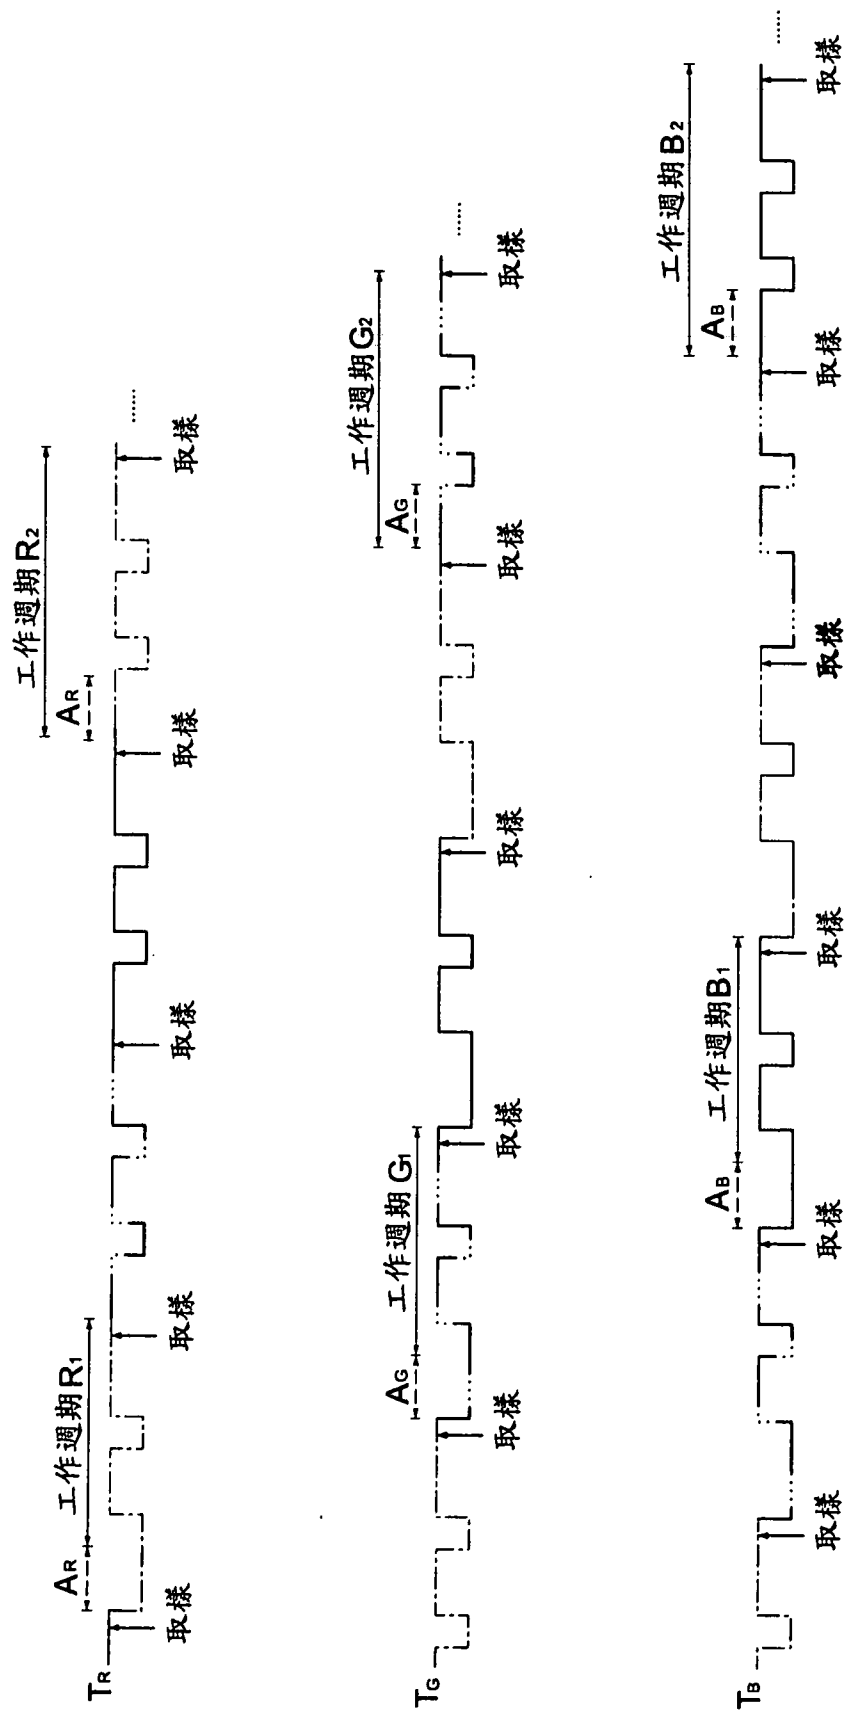 工作週期R2
AR
工作週期R1
AR
TR
......
取樣
取樣
取樣
取樣
取樣
工作週期G2
AG
工作週期G1
AG
TG
......
取樣
取樣
取樣
取樣
取樣
工作週期B2
AB
工作週期B1
AB
TB
......
取樣
取樣
取樣
取樣
取樣
取樣